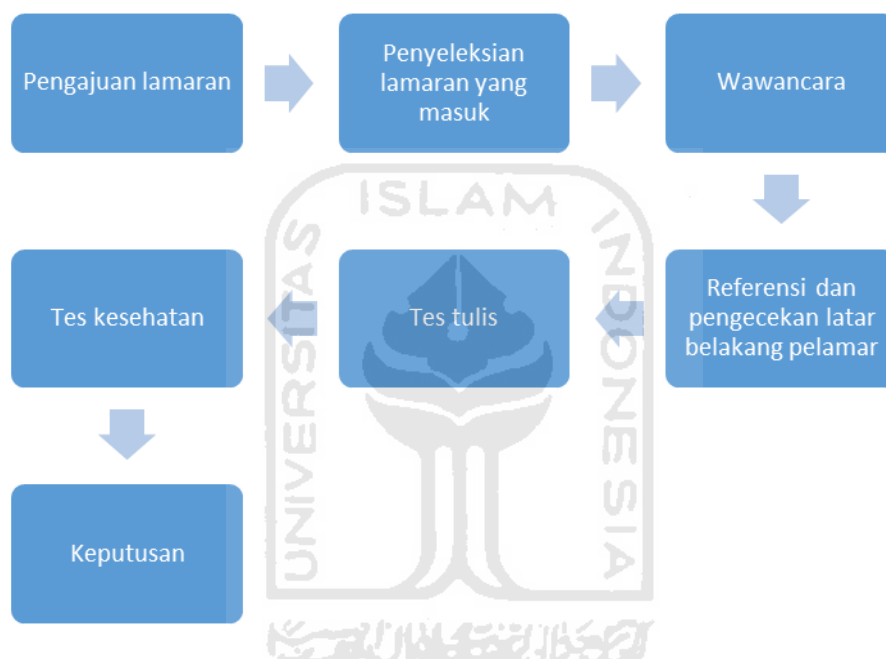 Pengajuan lamaran
Penyeleksian
lamaran yang
masuk
Wawancara
Referensi dan
pengecekan latar
belakang pelamar
Tes tulis
Tes kesehatan
Keputusan
UNIVERSITAS
ISLAM
INDONESIA